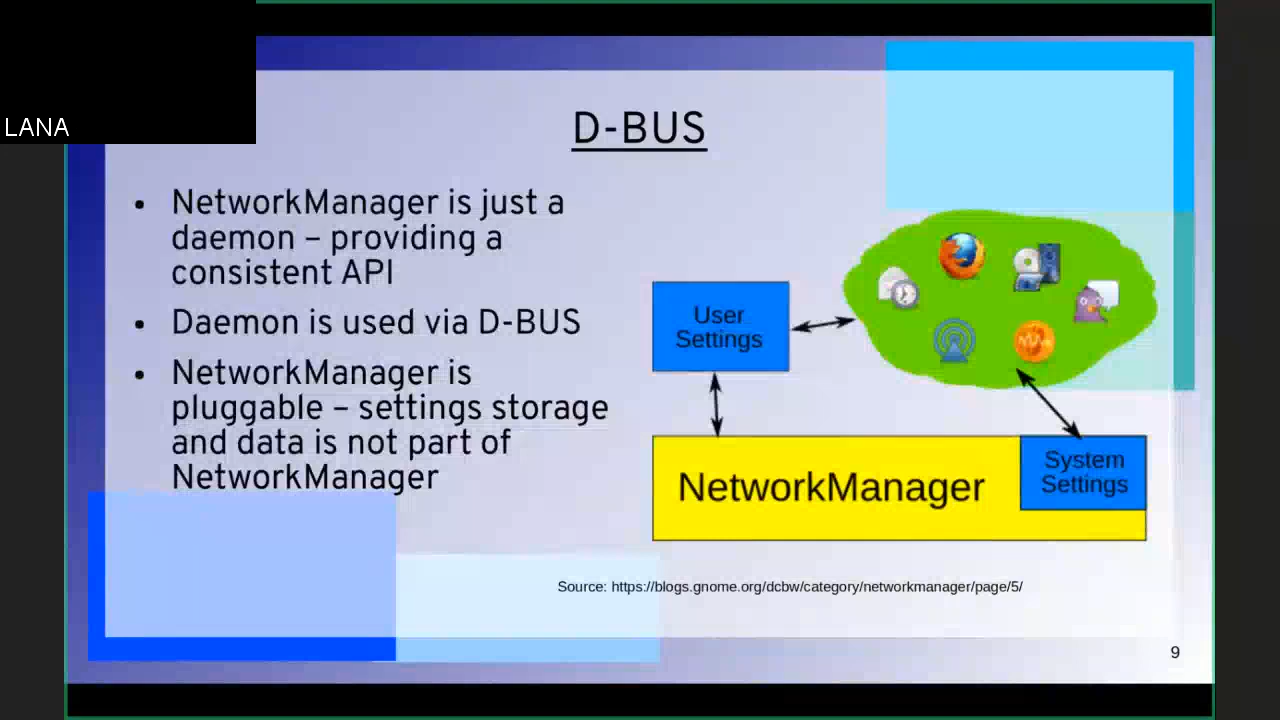 LANA
D-BUS
• NetworkManager is just a
daemon – providing a
consistent API
• Daemon is used via D-BUS
• NetworkManager is
pluggable – settings storage
and data is not part of
NetworkManager
User
Settings
NetworkManager
System
Settings
Source: https://blogs.gnome.org/dcbw/category/networkmanager/page/5/
9